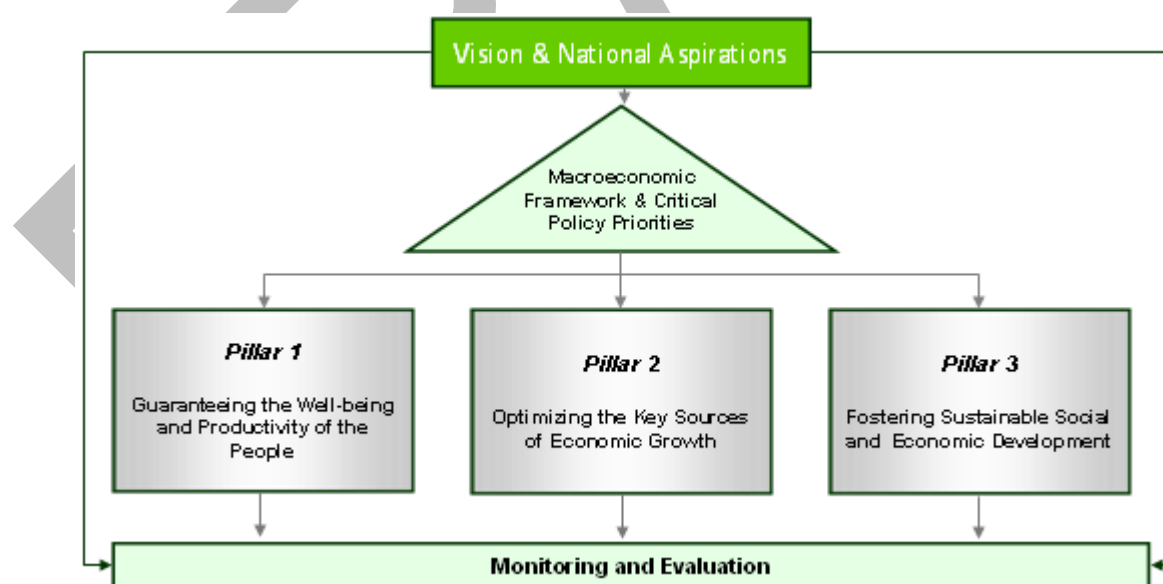 Vision & National Aspirations
Macroeconomic
Framework & Critical
Policy Priorities
Pillar 1
Guaranteeing the Well-being
and Productivity of the
People
Pillar 2
Optimizing the Key Sources
of Economic Growth
Pillar 3
Fostering Sustainable Social
and Economic Development
Monitoring and Evaluation